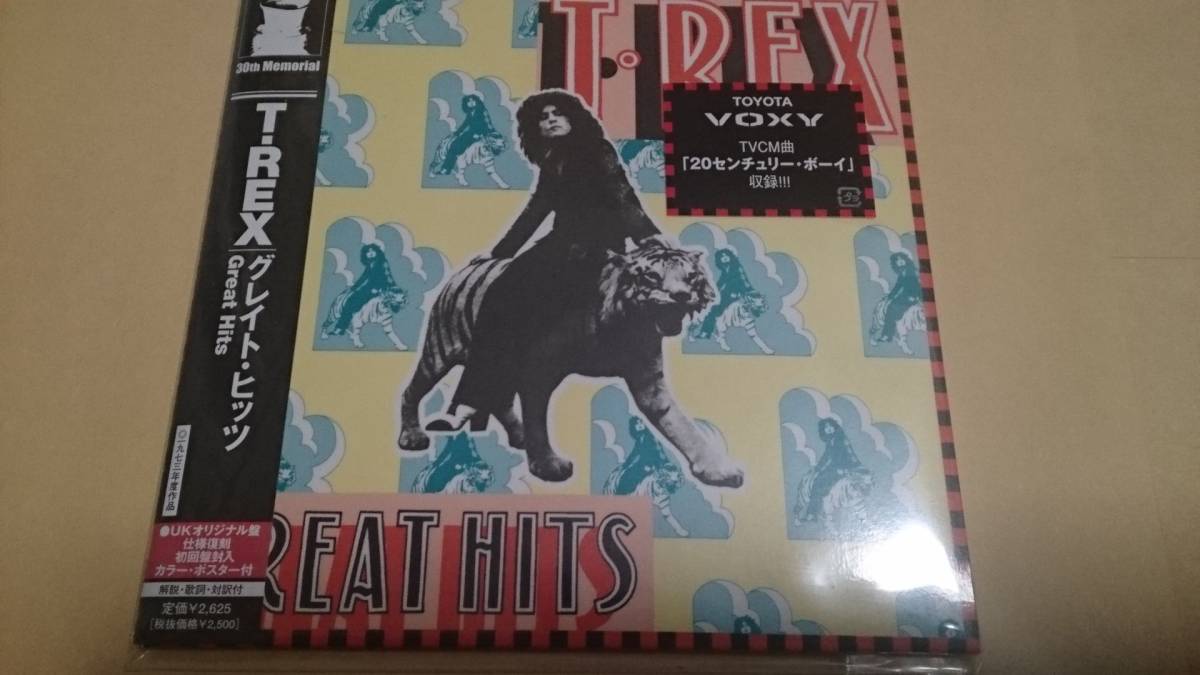 30th Memorial
T・REX
グレイト・ヒッツ
Great Hits
〇一九七三年度作品
●UKオリジナル盤
仕様復刻
初回盤封入
カラー・ポスター付
解説・歌詞・対訳付
定価¥2,625
[税抜価格¥2,500]
T・REX
TOYOTA
VOXY
TVCM曲
「20センチュリー・ボーイ」
収録!!!
GREAT HITS